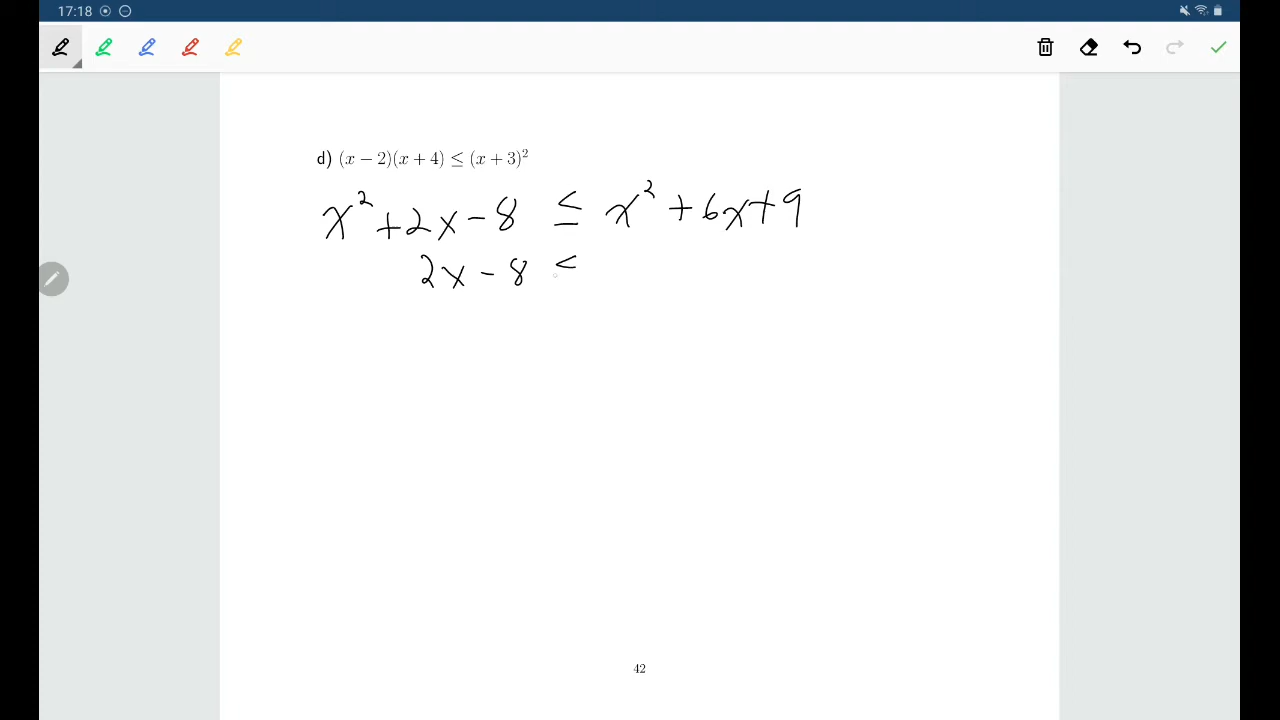 17:18
d) (x − 2)(x + 4) ≤ (x + 3)²
x² + 2x − 8 ≤ x² + 6x + 9
2x − 8 <
42